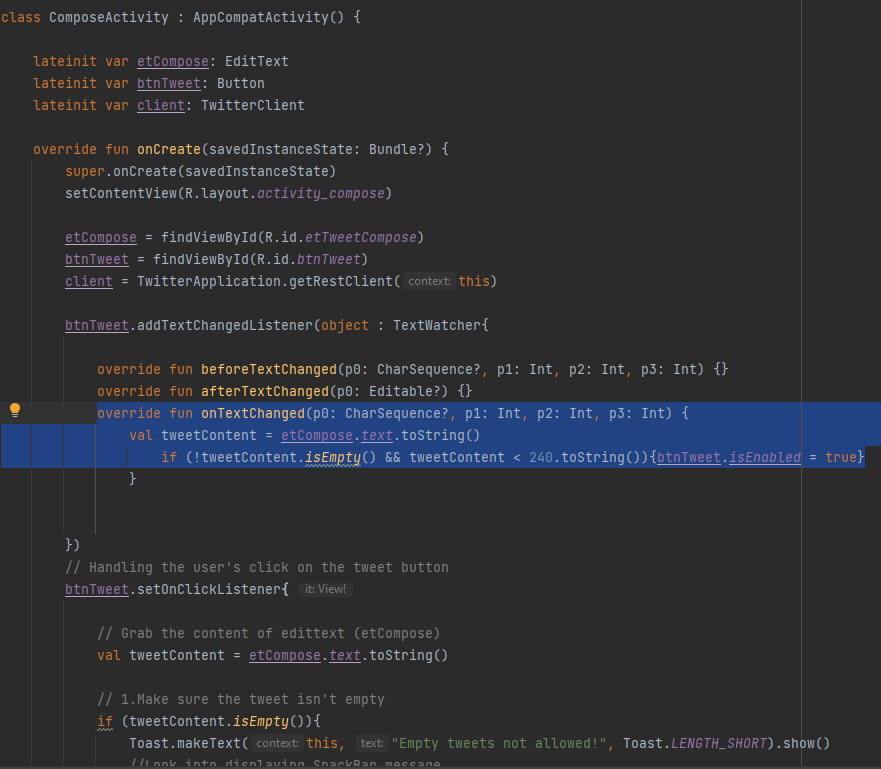 class ComposeActivity : AppCompatActivity() {
lateinit var etCompose: EditText
lateinit var btnTweet: Button
lateinit var client: TwitterClient
override fun onCreate(savedInstanceState: Bundle?) {
super.onCreate(savedInstanceState)
setContentView(R.layout.activity_compose)
etCompose = findViewById(R.id.etTweetCompose)
btnTweet = findViewById(R.id.btnTweet)
client = TwitterApplication.getRestClient( context: this)
btnTweet.addTextChangedListener(object : TextWatcher{
override fun beforeTextChanged(p0: CharSequence?, p1: Int, p2: Int, p3: Int) {}
override fun afterTextChanged(p0: Editable?) {}
override fun onTextChanged(p0: CharSequence?, p1: Int, p2: Int, p3: Int) {
val tweetContent = etCompose.text.toString()
if (!tweetContent.isEmpty() && tweetContent < 240.toString()){btnTweet.isEnabled = true}
}
})
// Handling the user's click on the tweet button
btnTweet.setOnClickListener{ it: View!
// Grab the content of edittext (etCompose)
val tweetContent = etCompose.text.toString()
// 1.Make sure the tweet isn't empty
if (tweetContent.isEmpty()){
Toast.makeText( context: this, text: "Empty tweets not allowed!", Toast.LENGTH_SHORT).show()
//Look into displaying SnackBar message